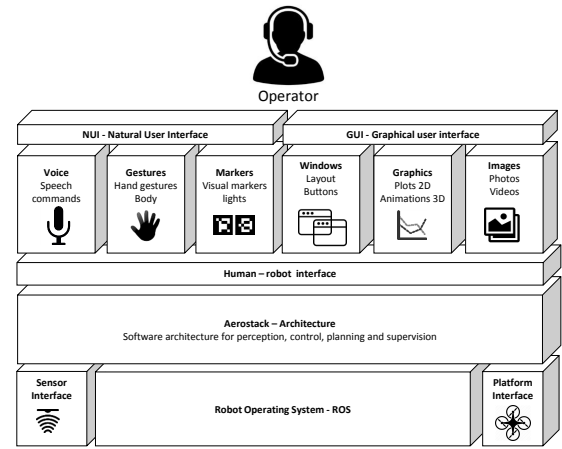 Operator
NUI - Natural User Interface
GUI - Graphical user interface
Voice
Speech
commands
Gestures
Hand gestures
Body
Markers
Visual markers
lights
Windows
Layout
Buttons
Graphics
Plots 2D
Animations 3D
Images
Photos
Videos
Human – robot interface
Aerostack – Architecture
Software architecture for perception, control, planning and supervision
Sensor
Interface
Robot Operating System - ROS
Platform
Interface